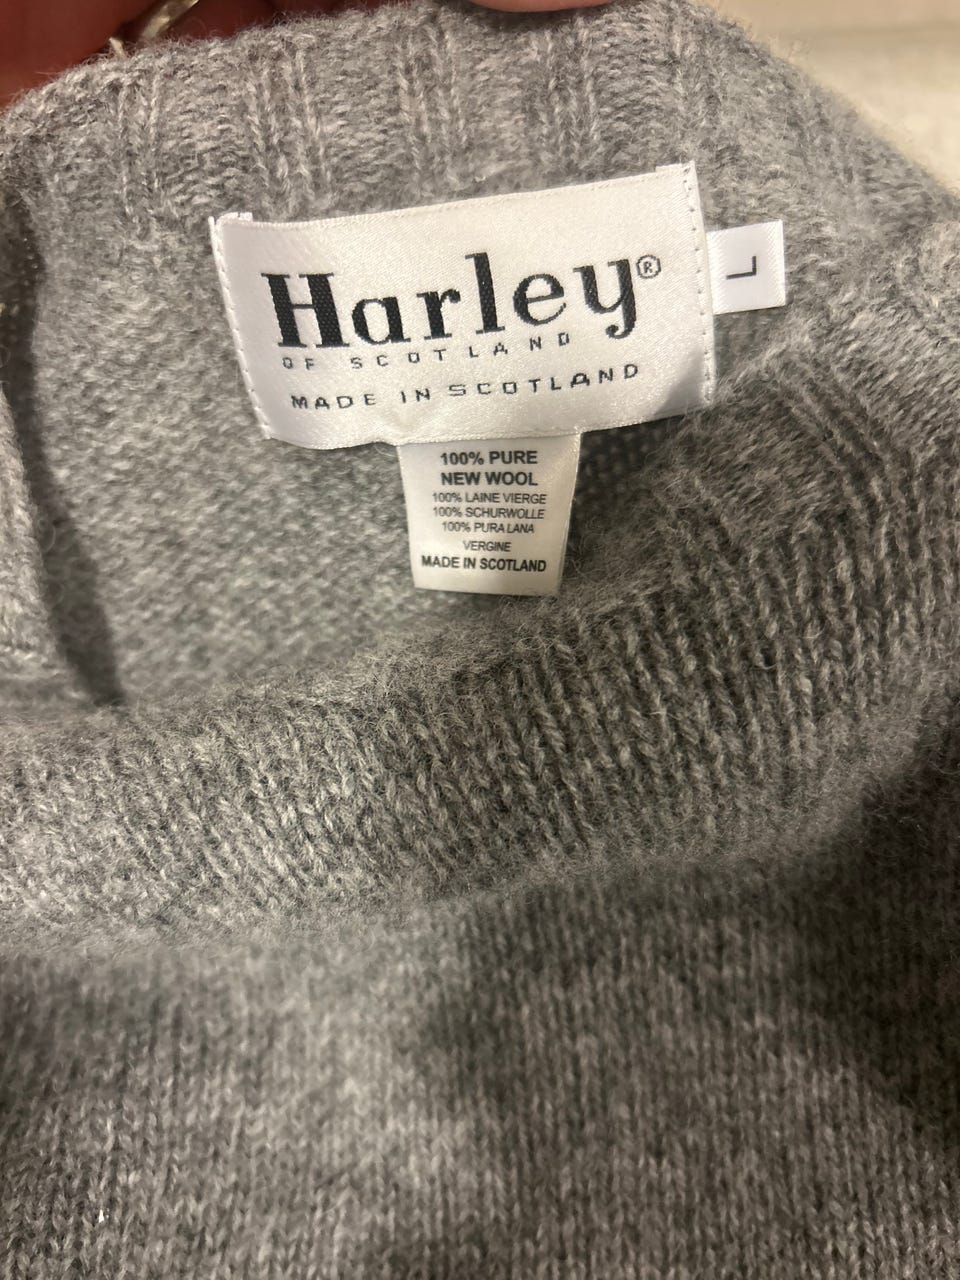 Harley®
OF SCOTLAND
MADE IN SCOTLAND
L
100% PURE
NEW WOOL
100% LAINE VIERGE
100% SCHURWOLLE
100% PURA LANA
VERGINE
MADE IN SCOTLAND